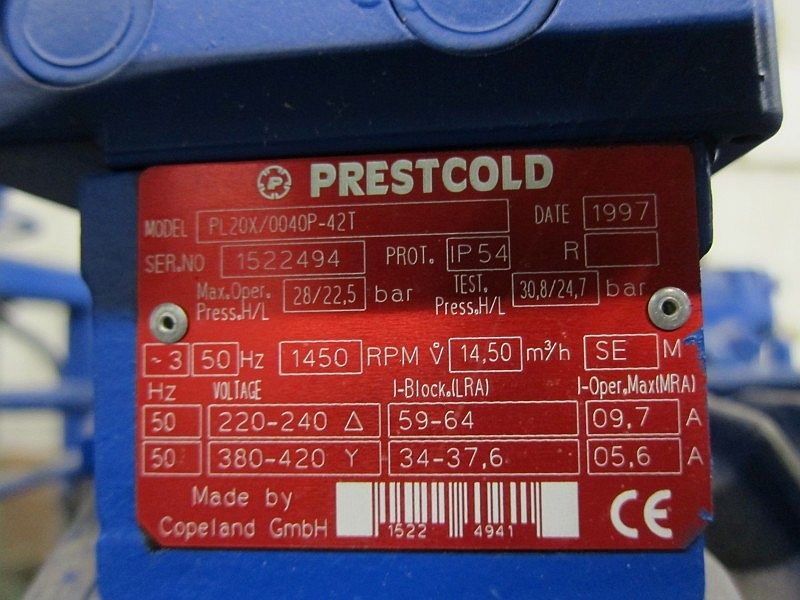 PRESTCOLD
MODEL PL20X/0040P-42T DATE 1997
SER.NO 1522494 PROT. IP54 R
Max.Oper. Press.H/L 28/22,5 bar TEST. Press.H/L 30,8/24,7 bar
~3 50 Hz 1450 RPM V̊ 14,50 m³/h SE M
Hz VOLTAGE I-Block.(LRA) I-Oper.Max(MRA)
50 220-240 Δ 59-64 09,7 A
50 380-420 Y 34-37,6 05,6 A
Made by
Copeland GmbH 1522 4941 CE